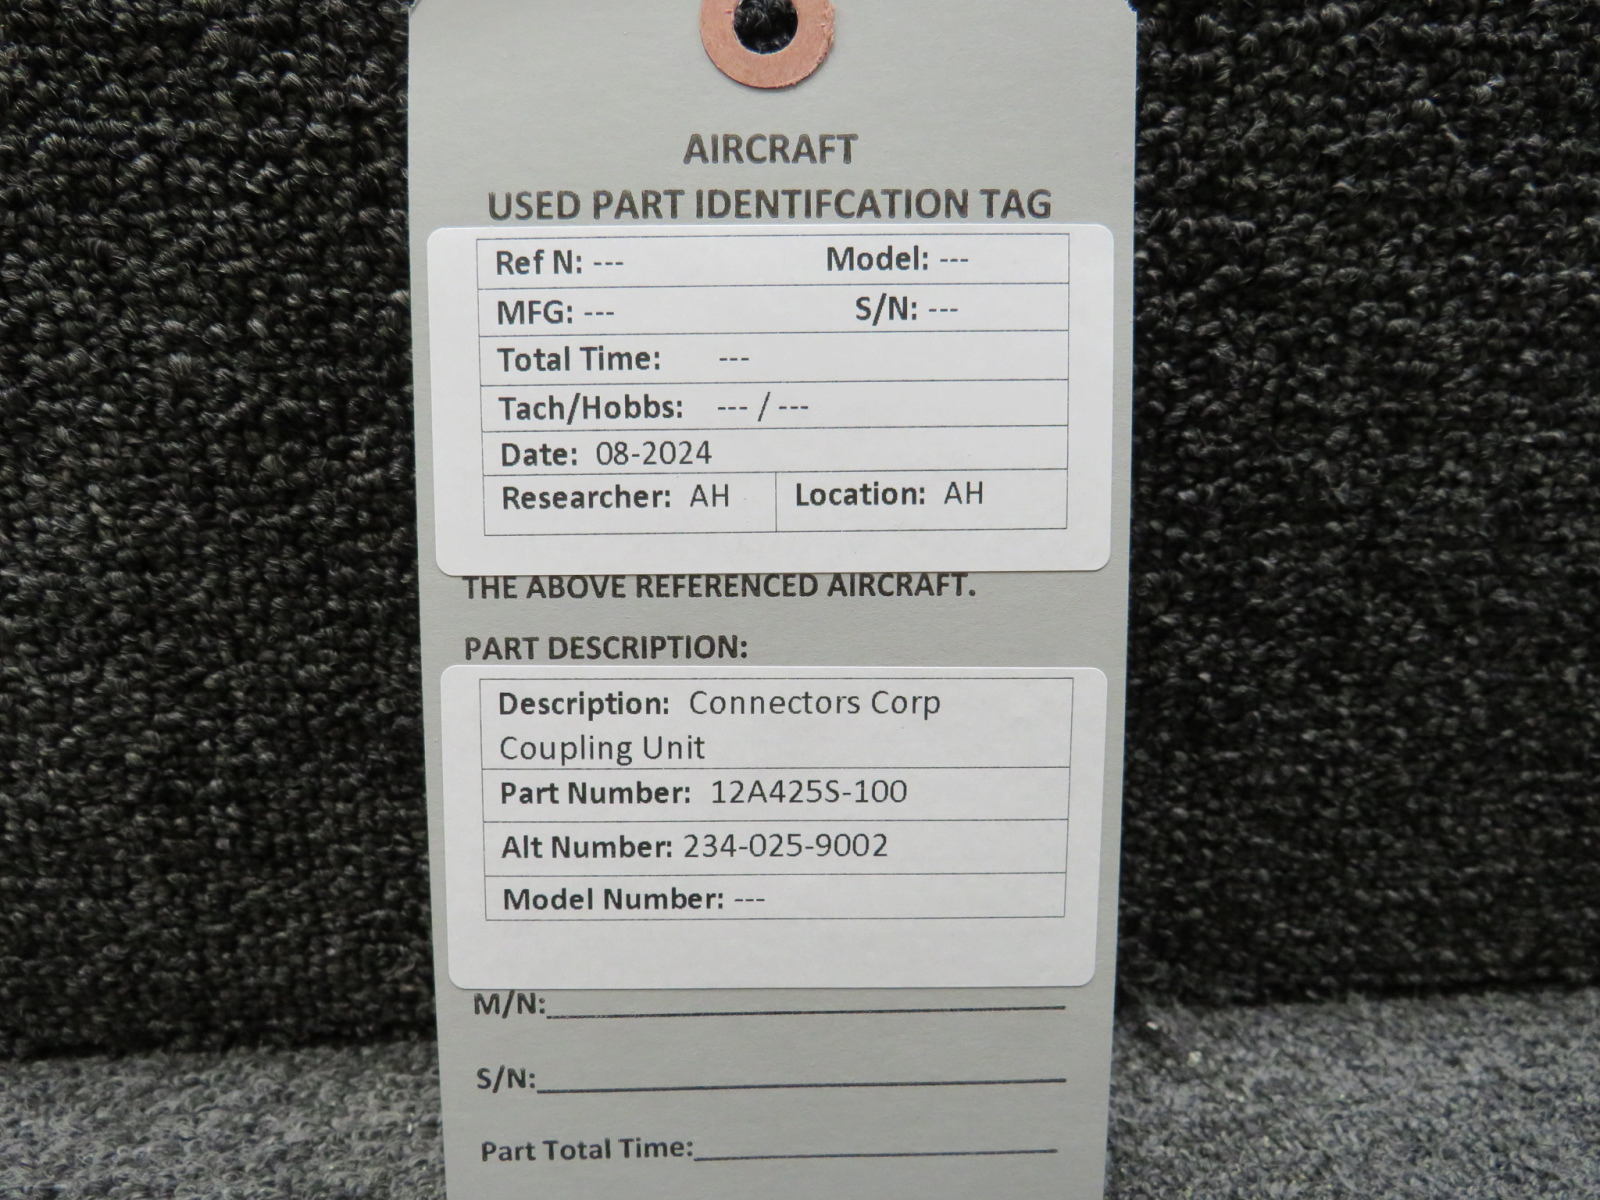 AIRCRAFT
USED PART IDENTIFCATION TAG
Ref N: --- Model: ---
MFG: --- S/N: ---
Total Time: ---
Tach/Hobbs: --- / ---
Date: 08-2024
Researcher: AH Location: AH
THE ABOVE REFERENCED AIRCRAFT.
PART DESCRIPTION:
Description: Connectors Corp
Coupling Unit
Part Number: 12A425S-100
Alt Number: 234-025-9002
Model Number: ---
M/N:
S/N:
Part Total Time: